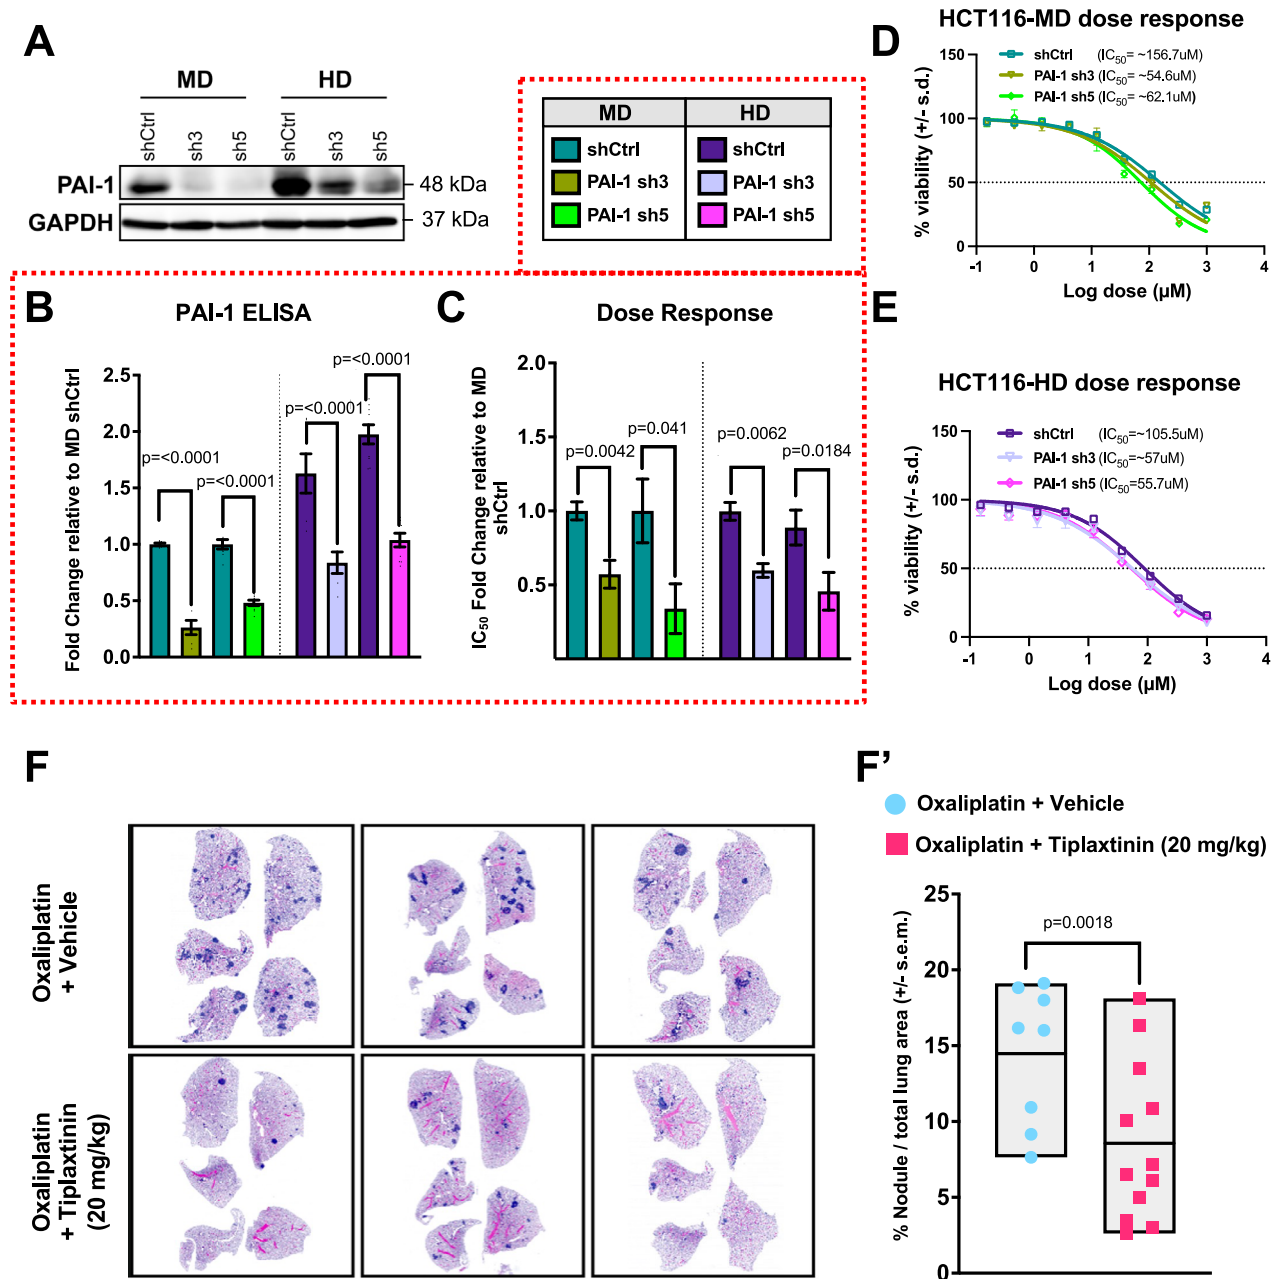 A
MD HD
shCtrl sh3 sh5 shCtrl sh3 sh5
PAI-1
48 kDa
GAPDH
37 kDa
MD HD
shCtrl shCtrl
PAI-1 sh3 PAI-1 sh3
PAI-1 sh5 PAI-1 sh5
B
PAI-1 ELISA
Fold Change relative to MD shCtrl
2.5
2.0
1.5
1.0
0.5
0.0
p=<0.0001
p=<0.0001
p=<0.0001
p=<0.0001
C
Dose Response
IC50 Fold Change relative to MD
shCtrl
2.0
1.5
1.0
0.5
p=0.0042
p=0.041
p=0.0062
p=0.0184
D
HCT116-MD dose response
% viability (+/- s.d.)
150
100
50
0
shCtrl (IC50= ~156.7uM)
PAI-1 sh3 (IC50= ~54.6uM)
PAI-1 sh5 (IC50= ~62.1uM)
-1 0 1 2 3 4
Log dose (µM)
E
HCT116-HD dose response
% viability (+/- s.d.)
150
100
50
0
shCtrl (IC50=~105.5uM)
PAI-1 sh3 (IC50=~57uM)
PAI-1 sh5 (IC50=55.7uM)
-1 0 1 2 3 4
Log dose (µM)
F
Oxaliplatin
+ Vehicle
Oxaliplatin
+ Tiplaxtinin
(20 mg/kg)
F’
Oxaliplatin + Vehicle
Oxaliplatin + Tiplaxtinin (20 mg/kg)
% Nodule / total lung area (+/- s.e.m.)
25
20
15
10
5
0
p=0.0018